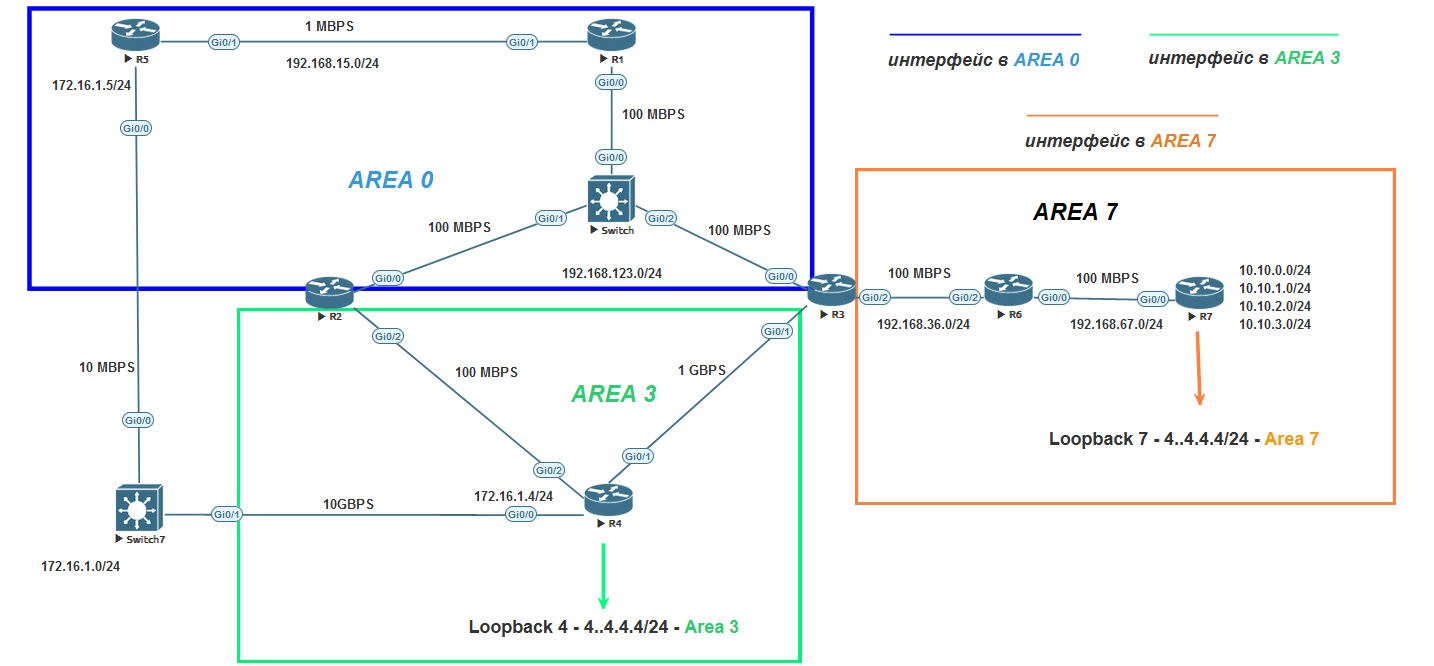 1 MBPS
Gi0/1
Gi0/1
R5
R1
192.168.15.0/24
172.16.1.5/24
Gi0/0
Gi0/0
100 MBPS
Gi0/0
AREA 0
Switch
Gi0/1
Gi0/2
100 MBPS
100 MBPS
192.168.123.0/24
Gi0/0
Gi0/0
R2
R3
интерфейс в AREA 0
интерфейс в AREA 3
интерфейс в AREA 7
AREA 7
100 MBPS
100 MBPS
Gi0/2
Gi0/2
Gi0/0
Gi0/0
R6
R7
192.168.36.0/24
192.168.67.0/24
10.10.0.0/24
10.10.1.0/24
10.10.2.0/24
10.10.3.0/24
Loopback 7 - 4..4.4.4/24 - Area 7
Gi0/2
Gi0/1
100 MBPS
1 GBPS
AREA 3
10 MBPS
Gi0/0
Gi0/2
Gi0/1
172.16.1.4/24
10GBPS
Gi0/1
Gi0/0
R4
Switch7
172.16.1.0/24
Loopback 4 - 4..4.4.4/24 - Area 3